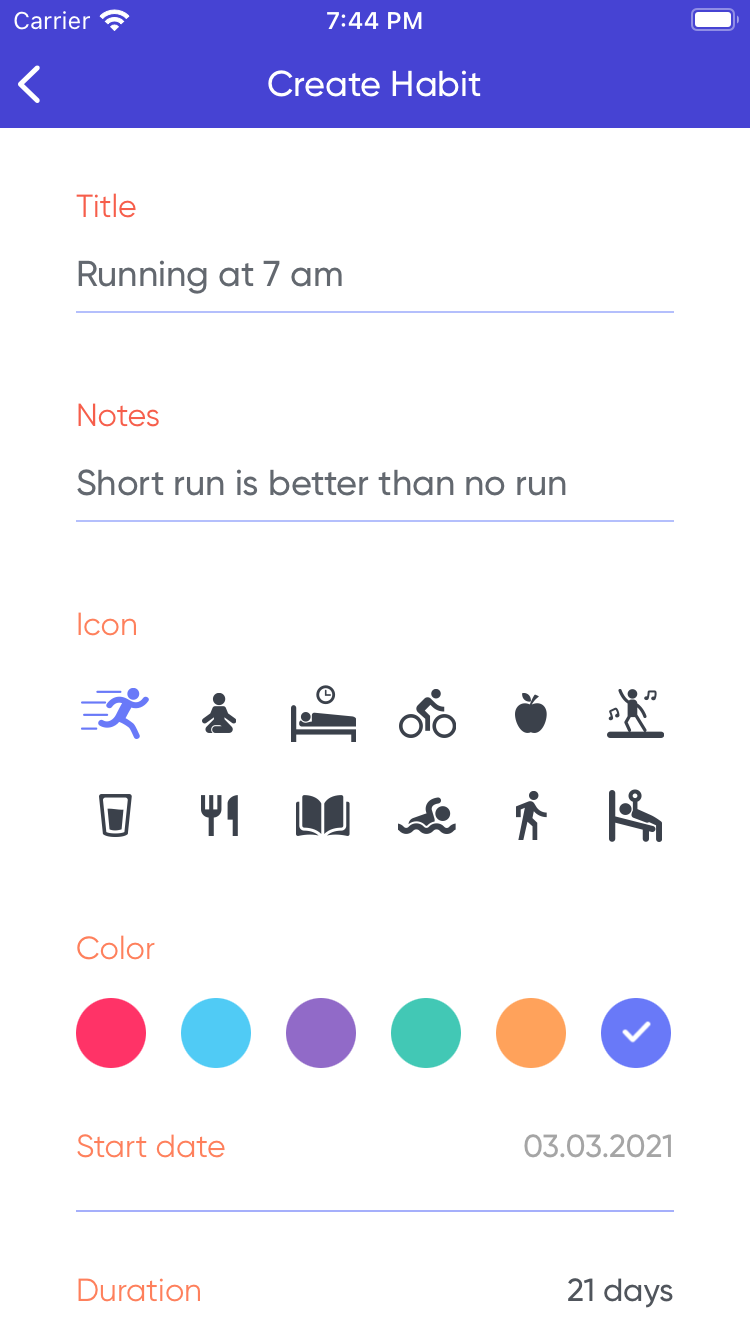 Carrier 7:44 PM
Create Habit
Title
Running at 7 am
Notes
Short run is better than no run
Icon
Color
Start date 03.03.2021
Duration 21 days